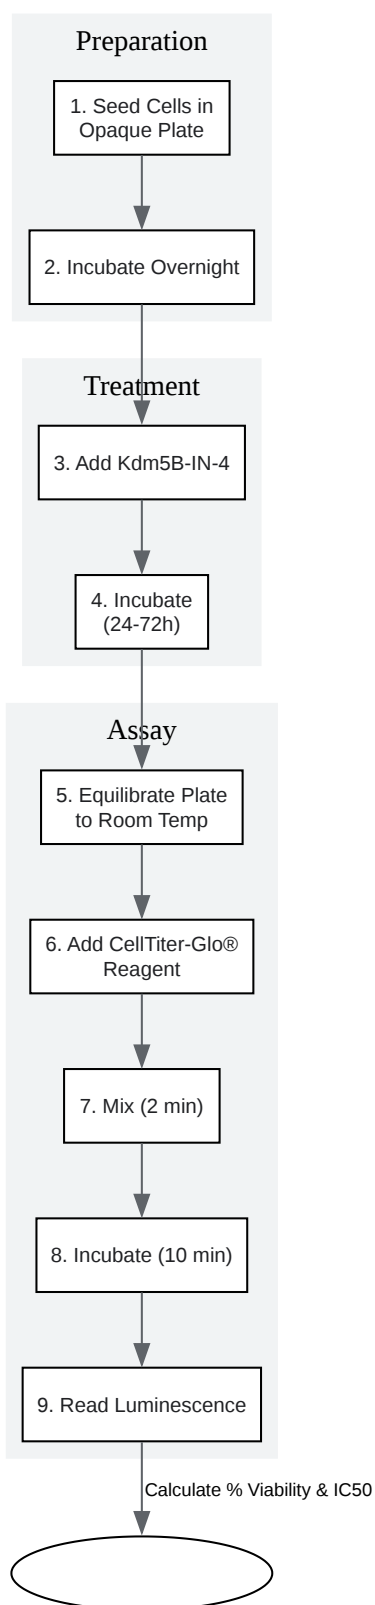 Preparation
1. Seed Cells in
Opaque Plate
2. Incubate Overnight
Treatment
3. Add Kdm5B-IN-4
4. Incubate
(24-72h)
Assay
5. Equilibrate Plate
to Room Temp
6. Add CellTiter-Glo®
Reagent
7. Mix (2 min)
8. Incubate (10 min)
9. Read Luminescence
Calculate % Viability & IC50